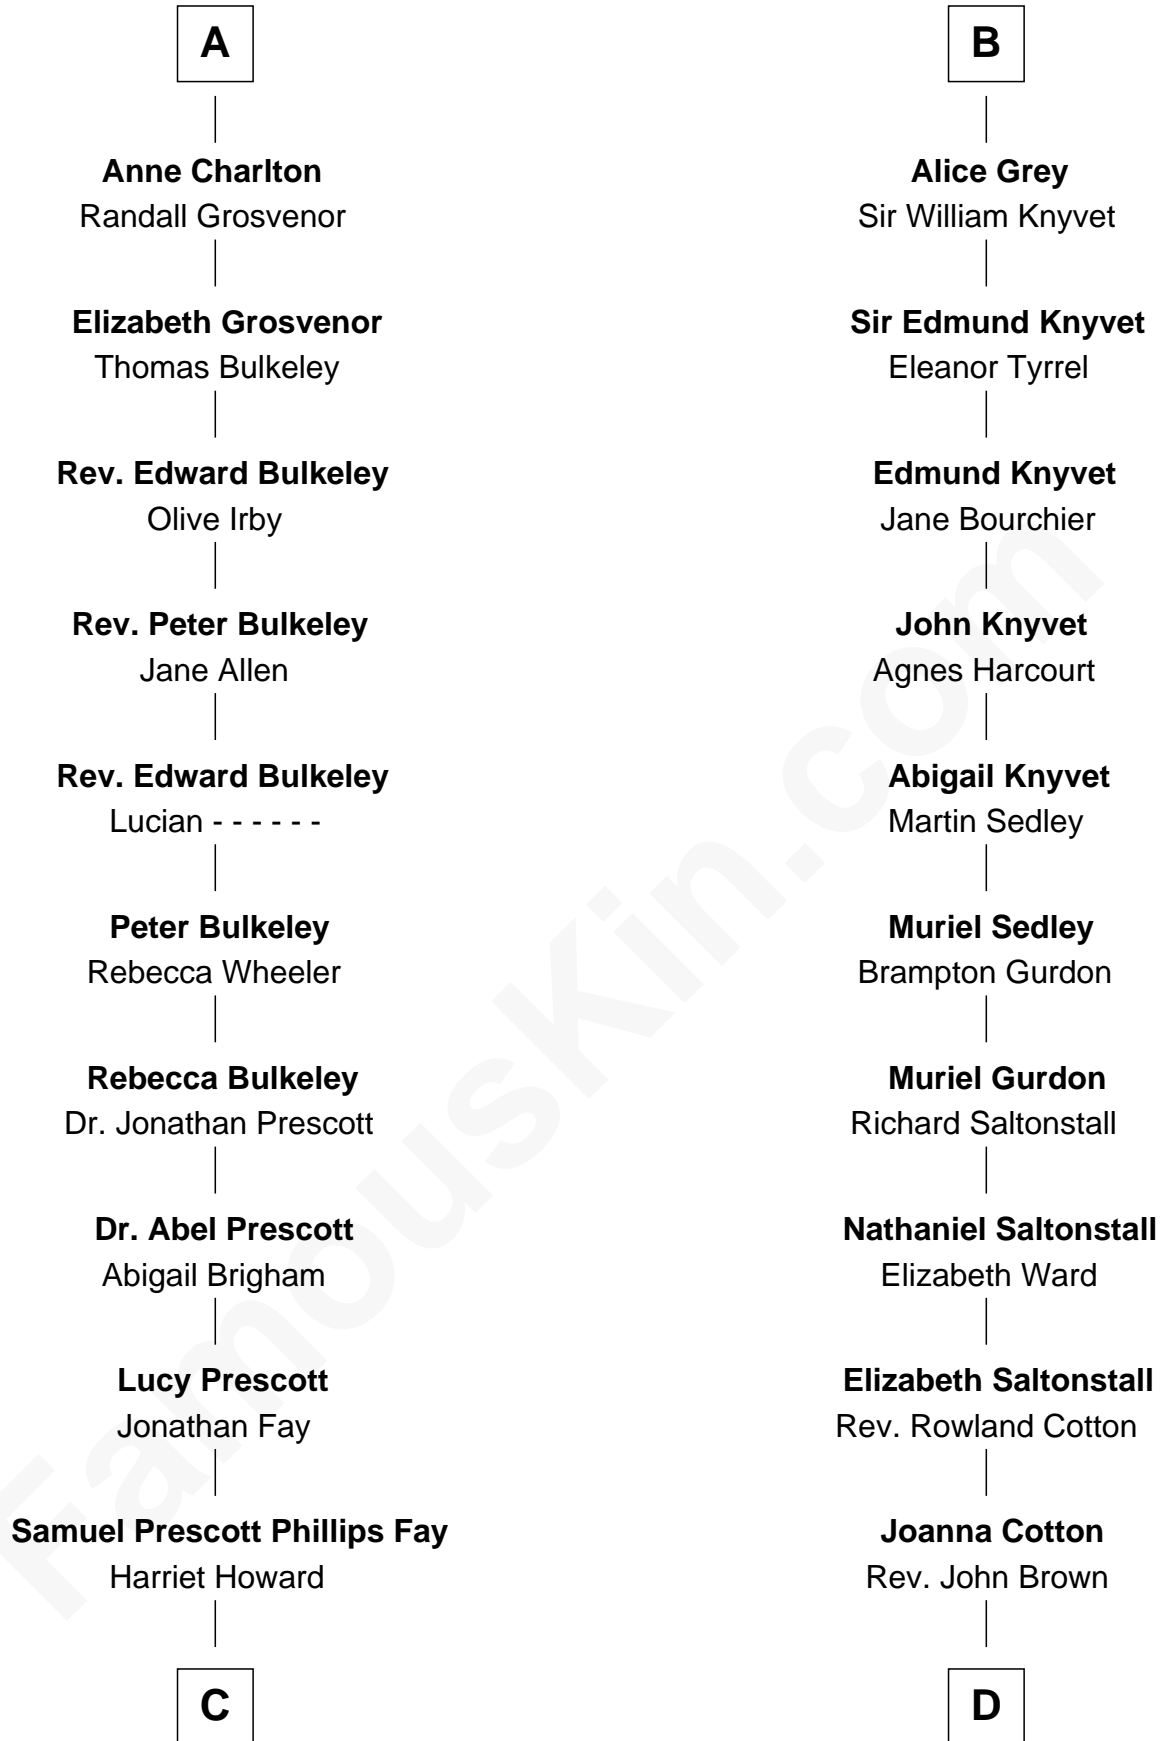 A
Anne Charlton
Randall Grosvenor
Elizabeth Grosvenor
Thomas Bulkeley
Rev. Edward Bulkeley
Olive Irby
Rev. Peter Bulkeley
Jane Allen
Rev. Edward Bulkeley
Lucian - - - - - -
Peter Bulkeley
Rebecca Wheeler
Rebecca Bulkeley
Dr. Jonathan Prescott
Dr. Abel Prescott
Abigail Brigham
Lucy Prescott
Jonathan Fay
Samuel Prescott Phillips Fay
Harriet Howard
C
B
Alice Grey
Sir William Knyvet
Sir Edmund Knyvet
Eleanor Tyrrel
Edmund Knyvet
Jane Bourchier
John Knyvet
Agnes Harcourt
Abigail Knyvet
Martin Sedley
Muriel Sedley
Brampton Gurdon
Muriel Gurdon
Richard Saltonstall
Nathaniel Saltonstall
Elizabeth Ward
Elizabeth Saltonstall
Rev. Rowland Cotton
Joanna Cotton
Rev. John Brown
D
FamousKin.com